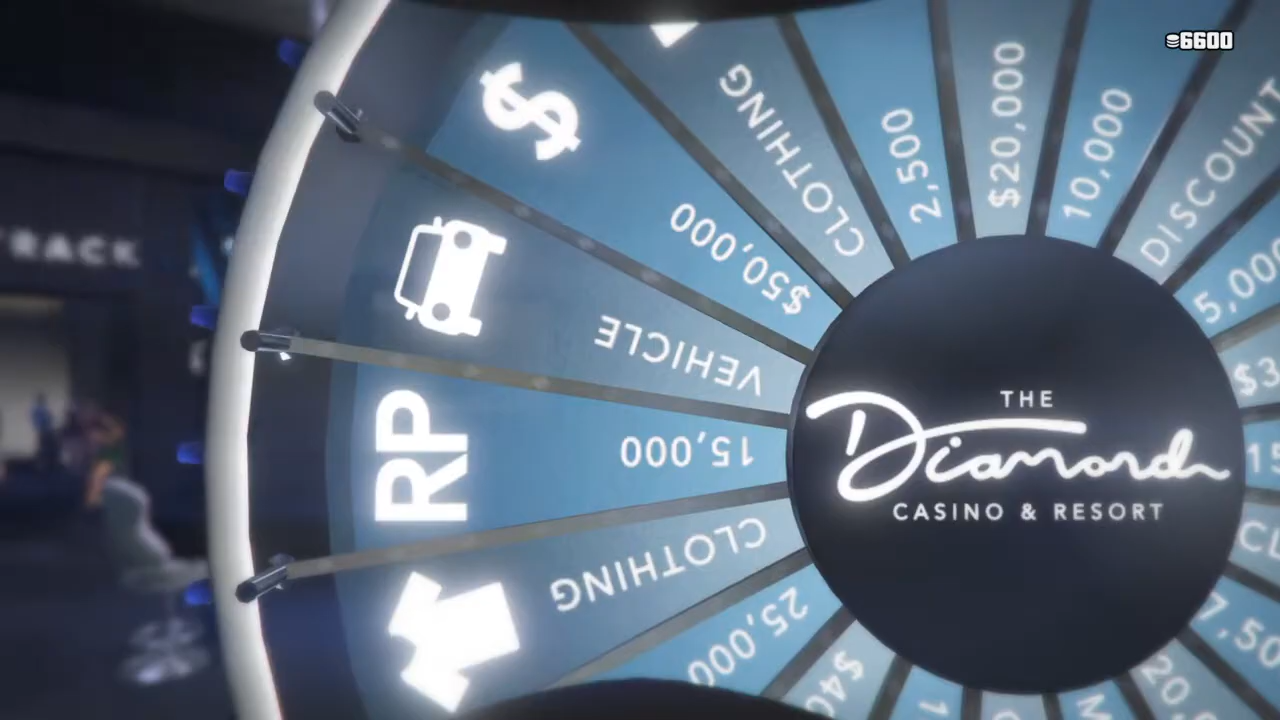 6600
CLOTHING
2,500
$20,000
10,000
DISCOUNT
$
$50,000
5,000
VEHICLE
RP
15,000
THE
Diamond
CASINO & RESORT
CLOTHING
25,000